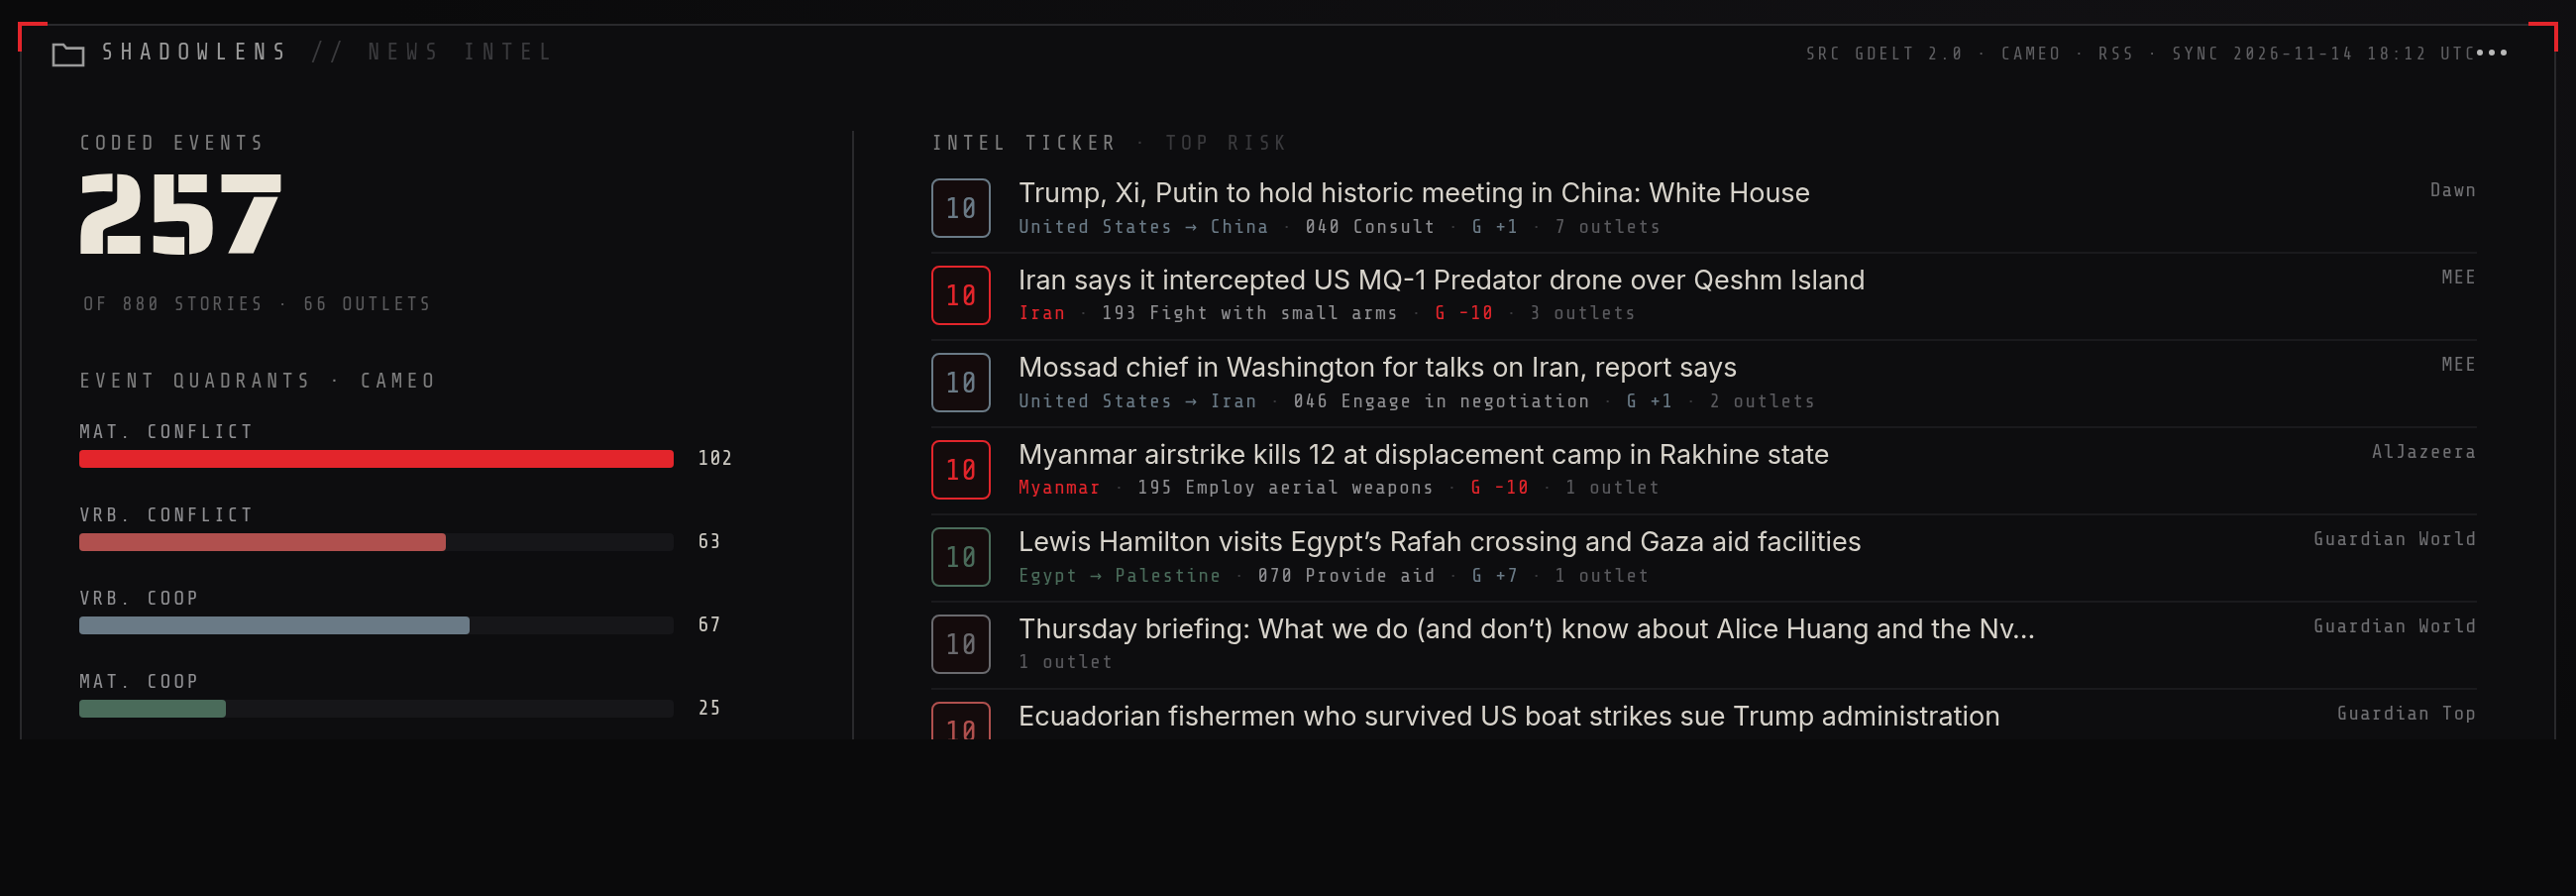 SHADOWLENS // NEWS INTEL
SRC GDELT 2.0 · CAMEO · RSS · SYNC 2026-11-14 18:12 UTC
CODED EVENTS
257
OF 880 STORIES · 66 OUTLETS
EVENT QUADRANTS · CAMEO
MAT. CONFLICT
102
VRB. CONFLICT
63
VRB. COOP
67
MAT. COOP
25
INTEL TICKER · TOP RISK
10
Trump, Xi, Putin to hold historic meeting in China: White House
Dawn
United States → China · 040 Consult · G +1 · 7 outlets
10
Iran says it intercepted US MQ-1 Predator drone over Qeshm Island
MEE
Iran · 193 Fight with small arms · G -10 · 3 outlets
10
Mossad chief in Washington for talks on Iran, report says
MEE
United States → Iran · 046 Engage in negotiation · G +1 · 2 outlets
10
Myanmar airstrike kills 12 at displacement camp in Rakhine state
AlJazeera
Myanmar · 195 Employ aerial weapons · G -10 · 1 outlet
10
Lewis Hamilton visits Egypt’s Rafah crossing and Gaza aid facilities
Guardian World
Egypt → Palestine · 070 Provide aid · G +7 · 1 outlet
10
Thursday briefing: What we do (and don’t) know about Alice Huang and the Nv…
Guardian World
1 outlet
10
Ecuadorian fishermen who survived US boat strikes sue Trump administration
Guardian Top